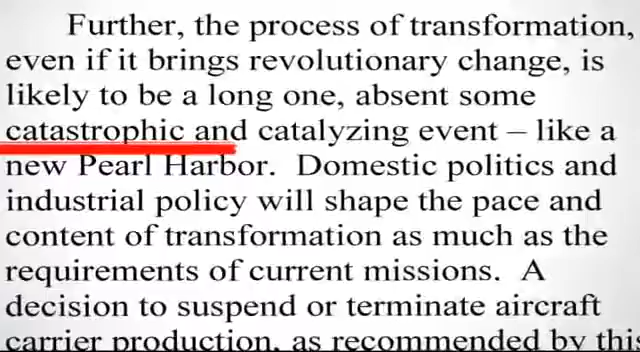 Further, the process of transformation,
even if it brings revolutionary change, is
likely to be a long one, absent some
catastrophic and catalyzing event – like a
new Pearl Harbor. Domestic politics and
industrial policy will shape the pace and
content of transformation as much as the
requirements of current missions. A
decision to suspend or terminate aircraft
carrier production, as recommended by this